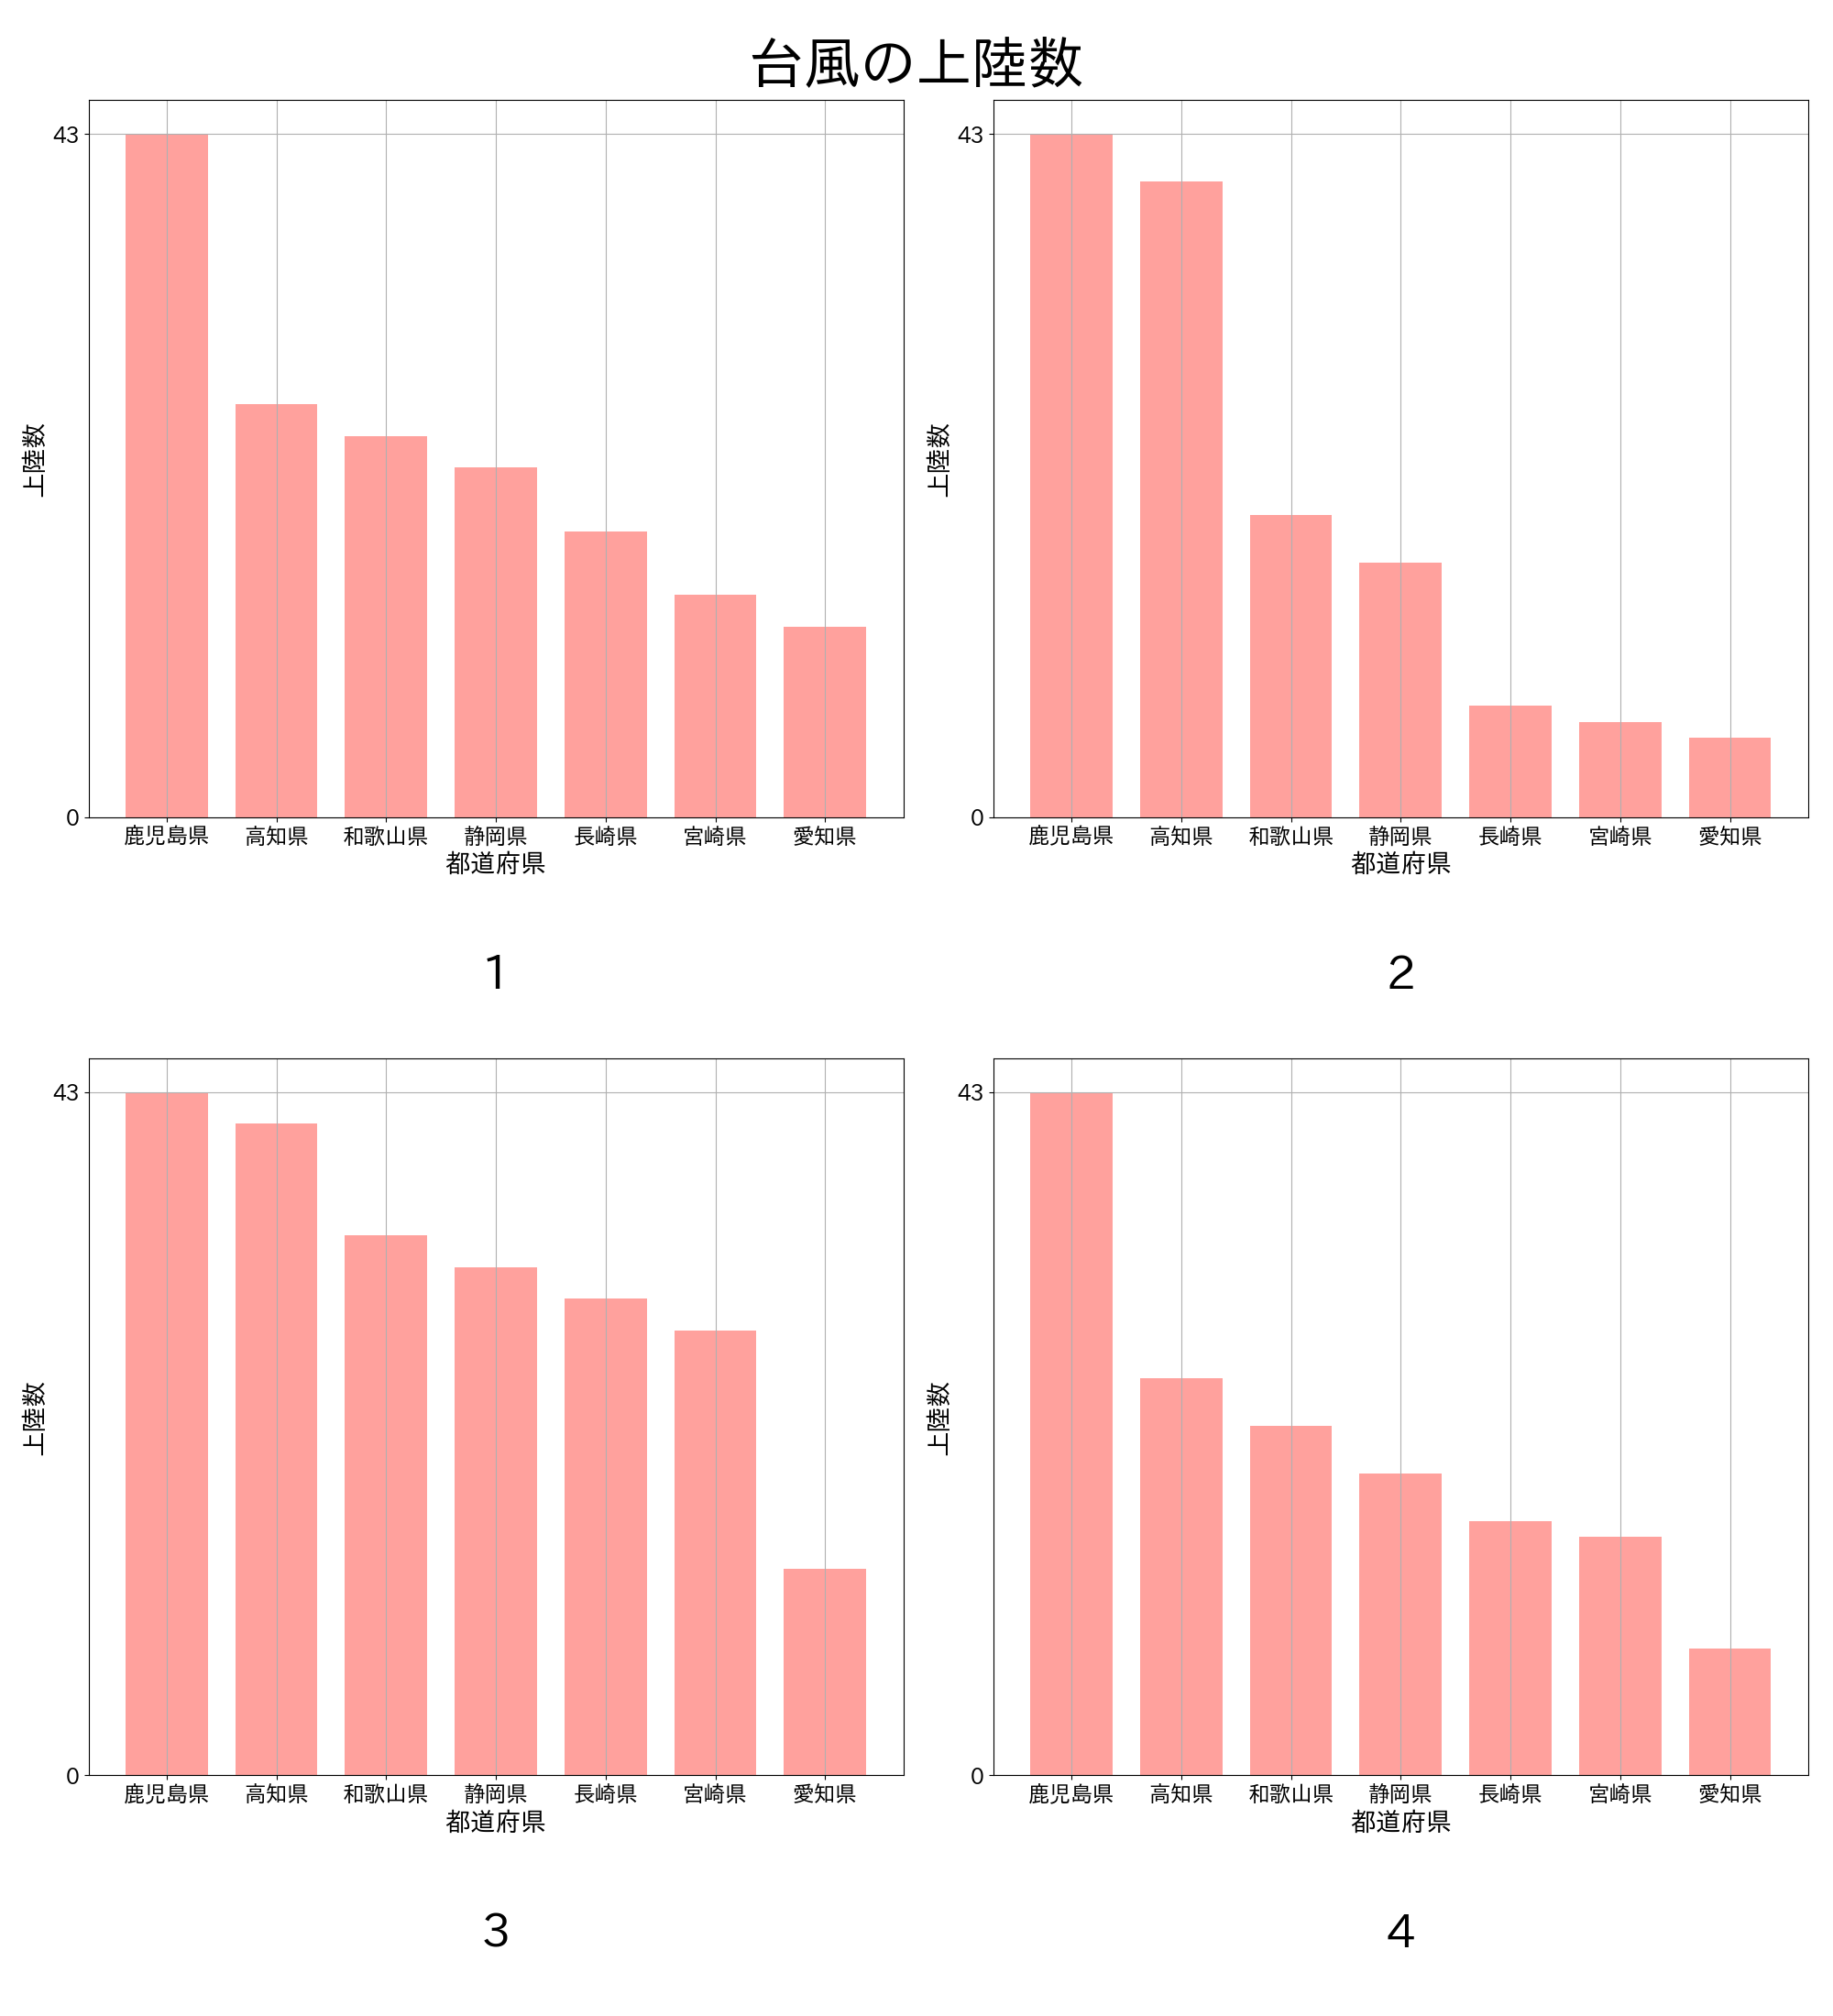 台風の上陸数
43
0
上陸数
鹿児島県 高知県 和歌山県 静岡県 長崎県 宮崎県 愛知県
都道府県
1
43
0
上陸数
鹿児島県 高知県 和歌山県 静岡県 長崎県 宮崎県 愛知県
都道府県
2
43
0
上陸数
鹿児島県 高知県 和歌山県 静岡県 長崎県 宮崎県 愛知県
都道府県
3
43
0
上陸数
鹿児島県 高知県 和歌山県 静岡県 長崎県 宮崎県 愛知県
都道府県
4